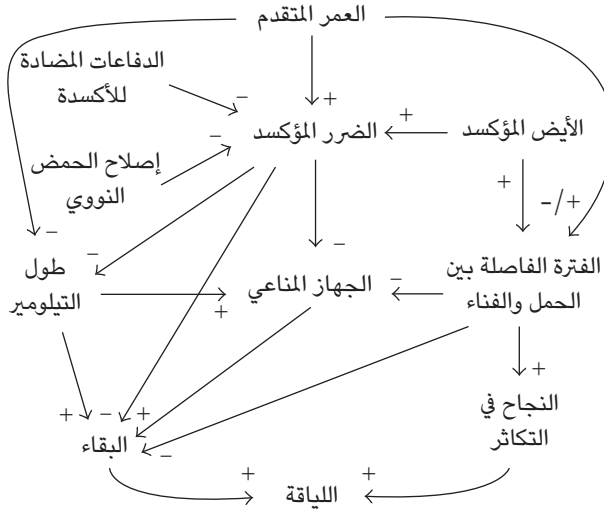 العمر المتقدم
الدفاعات المضادة
للأكسدة
–
+
الضرر المؤكسد
+
الأيض المؤكسد
–
إصلاح الحمض
النووي
+
-/+
–
–
–
طول
التيلومير
+
الجهاز المناعي
–
الفترة الفاصلة بين
الحمل والفناء
+
النجاح في
التكاثر
+
–
+
–
–
البقاء
+
اللياقة
+